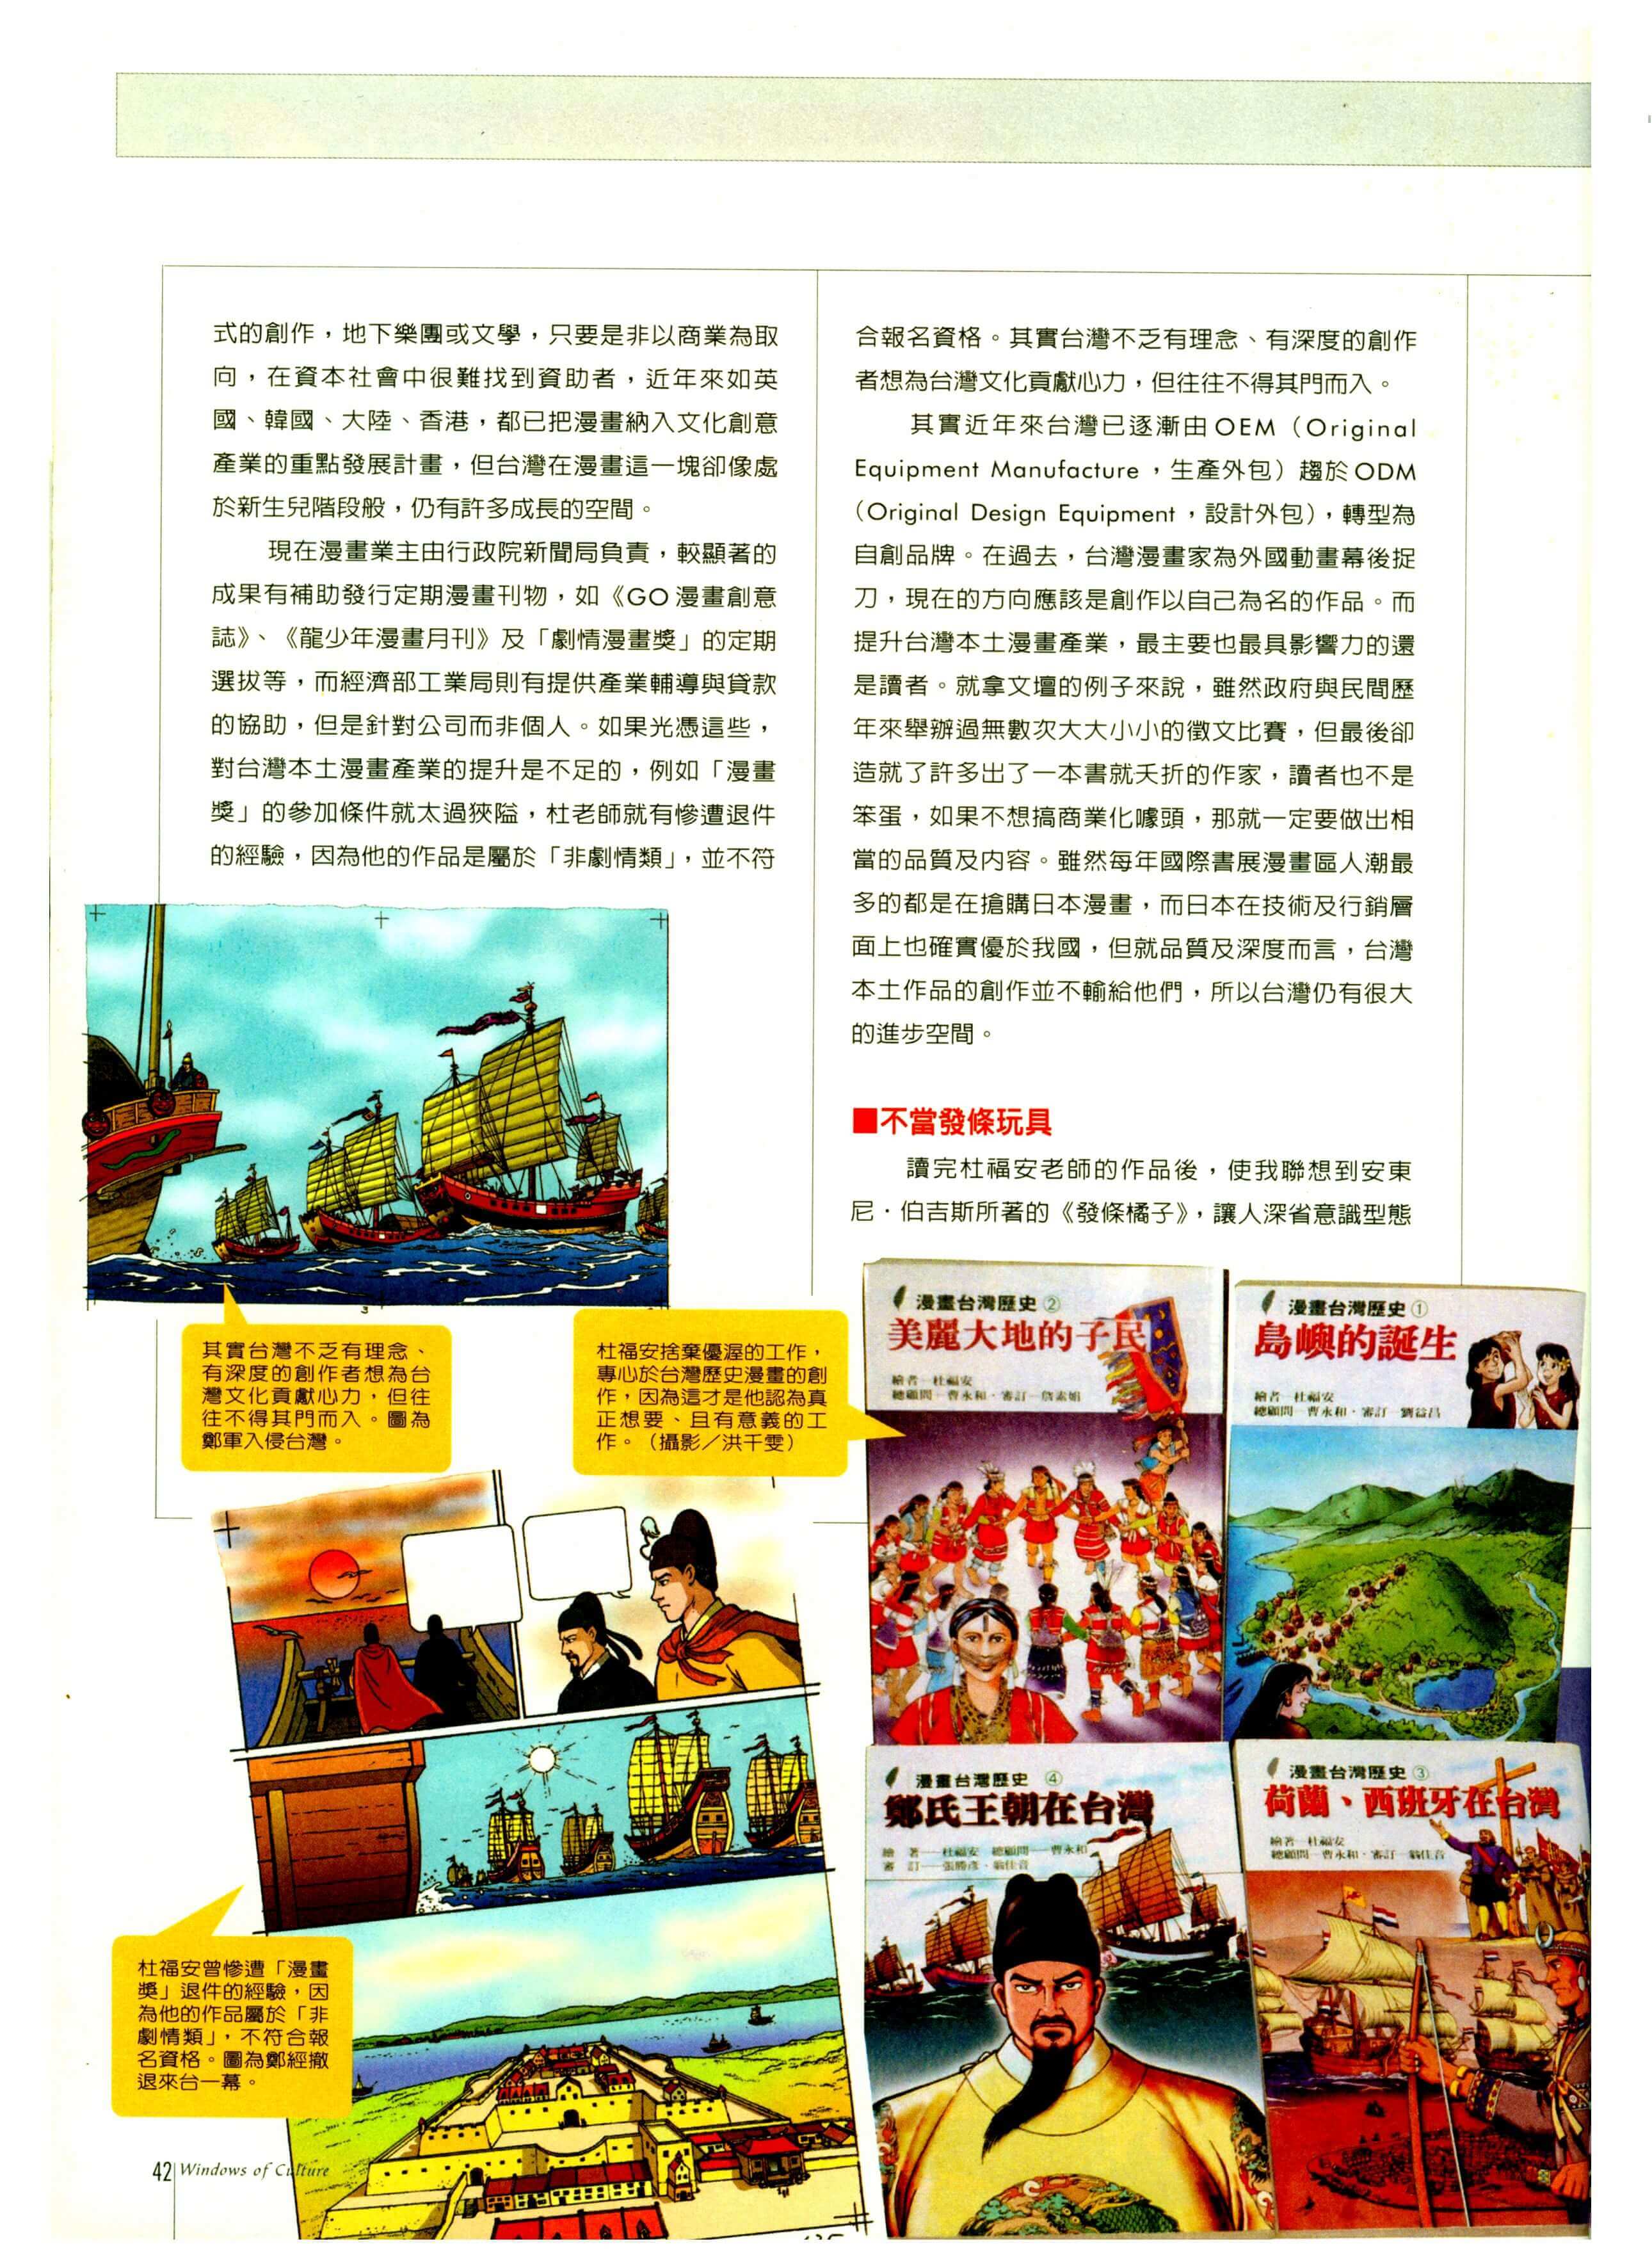 式的創作，地下樂團或文學，只要是非以商業為取
向，在資本社會中很難找到資助者，近年來如英
國、韓國、大陸、香港，都已把漫畫納入文化創意
產業的重點發展計畫，但台灣在漫畫這一塊卻像處
於新生兒階段般，仍有許多成長的空間。
現在漫畫業主由行政院新聞局負責，較顯著的
成果有補助發行定期漫畫刊物，如《GO漫畫創意
誌》、《龍少年漫畫月刊》及「劇情漫畫獎」的定期
選拔等，而經濟部工業局則有提供產業輔導與貸款
的協助，但是針對公司而非個人。如果光憑這些，
對台灣本土漫畫產業的提升是不足的，例如「漫畫
獎」的參加條件就太過狹隘，杜老師就有慘遭退件
的經驗，因為他的作品是屬於「非劇情類」，並不符
合報名資格。其實台灣不乏有理念、有深度的創作
者想為台灣文化貢獻心力，但往往不得其門而入。
其實近年來台灣已逐漸由OEM（Original
Equipment Manufacture，生產外包）趨於ODM
（Original Design Equipment，設計外包），轉型為
自創品牌。在過去，台灣漫畫家為外國動畫幕後捉
刀，現在的方向應該是創作以自己為名的作品。而
提升台灣本土漫畫產業，最主要也最具影響力的還
是讀者。就拿文壇的例子來說，雖然政府與民間歷
年來舉辦過無數次大大小小的徵文比賽，但最後卻
造就了許多出了一本書就夭折的作家，讀者也不是
笨蛋，如果不想搞商業化噱頭，那就一定要做出相
當的品質及內容。雖然每年國際書展漫畫區人潮最
多的都是在搶購日本漫畫，而日本在技術及行銷層
面上也確實優於我國，但就品質及深度而言，台灣
本土作品的創作並不輸給他們，所以台灣仍有很大
的進步空間。
■不當發條玩具
讀完杜福安老師的作品後，使我聯想到安東
尼·伯吉斯所著的《發條橘子》，讓人深省意識型態
其實台灣不乏有理念、
有深度的創作者想為台
灣文化貢獻心力，但往
往不得其門而入。圖為
鄭軍入侵台灣。
杜福安捨棄優渥的工作，
專心於台灣歷史漫畫的創
作，因為這才是他認為真
正想要、且有意義的工
作。（攝影／洪千雯）
漫畫台灣歷史②
美麗大地的子民
繪著—杜福安
總顧問—曹永和·審訂—詹素娟
漫畫台灣歷史①
島嶼的誕生
繪著—杜福安
總顧問—曹永和·審訂—劉益昌
漫畫台灣歷史 ④
鄭氏王朝在台灣
繪 著——杜福安 總顧問——曹永和
審 訂——張勝彥·翁佳音
漫畫台灣歷史③
荷蘭、西班牙在台灣
繪著—杜福安
總顧問—曹永和·審訂—翁佳音
杜福安曾慘遭「漫畫
獎」退件的經驗，因
為他的作品屬於「非
劇情類」，不符合報
名資格。圖為鄭經撤
退來台一幕。
42 Windows of Culture